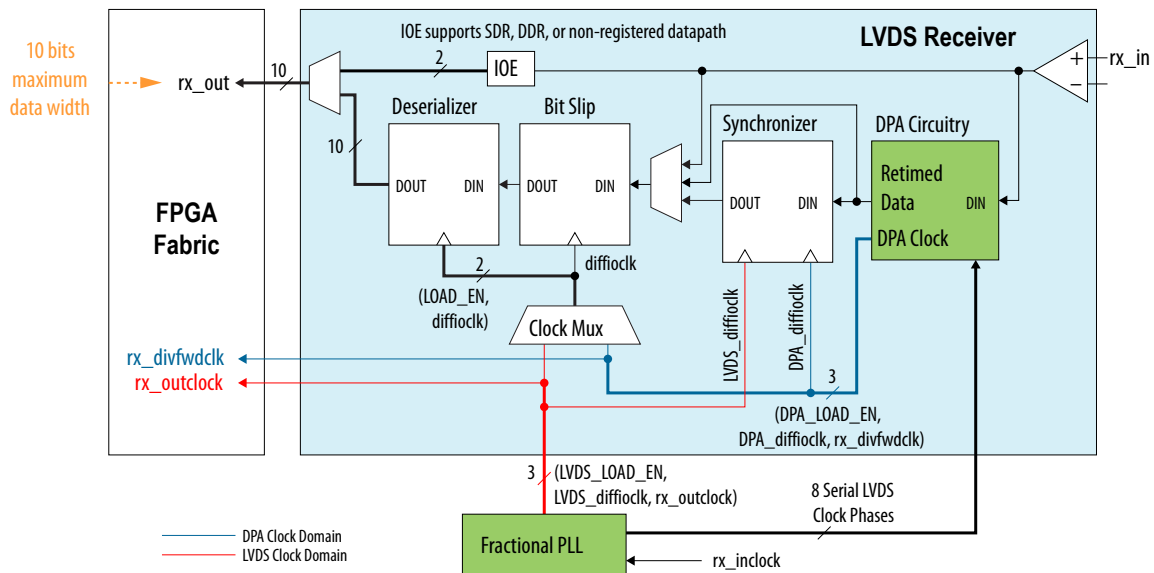 IOE supports SDR, DDR, or non-registered datapath
LVDS Receiver
10 bits
maximum
data width
rx_out
10
2
IOE
+
−
rx_in
Deserializer
Bit Slip
Synchronizer
DPA Circuitry
10
DOUT
DIN
DOUT
DIN
DOUT
DIN
Retimed
Data
DIN
DPA Clock
FPGA
Fabric
2
(LOAD_EN,
diffioclk)
diffioclk
LVDS_diffioclk
DPA_diffioclk
Clock Mux
rx_divfwdclk
rx_outclock
3
(DPA_LOAD_EN,
DPA_diffioclk, rx_divfwdclk)
3
(LVDS_LOAD_EN,
LVDS_diffioclk, rx_outclock)
8 Serial LVDS
Clock Phases
Fractional PLL
rx_inclock
DPA Clock Domain
LVDS Clock Domain